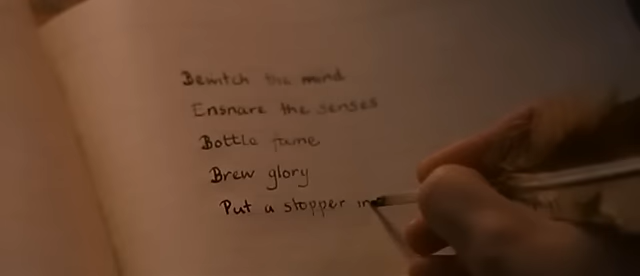 Bewitch the mind
Ensnare the senses
Bottle fame
Brew glory
Put a stopper in